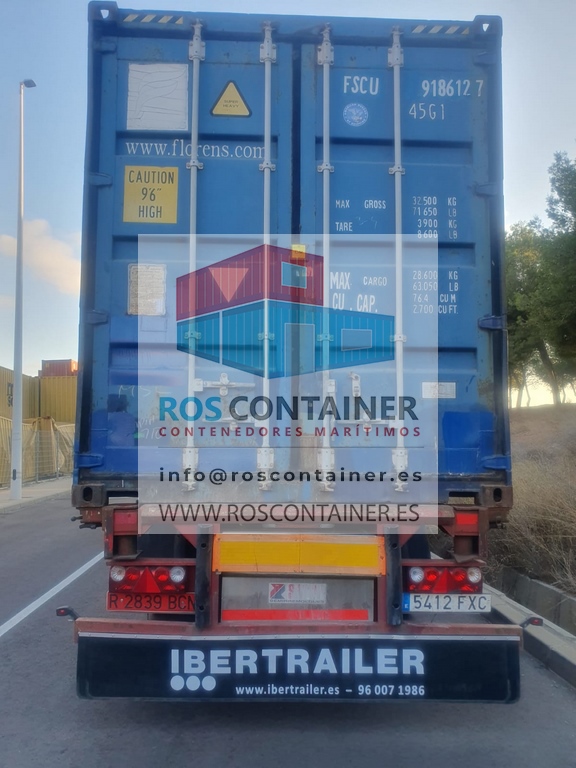 FSCU 918612 7
45G1
www.florens.com
CAUTION
9'6"
HIGH
MAX GROSS 32.500 KG
71.650 LB
TARE 3900 KG
8.600 LB
MAX CARGO 28.600 KG
63.050 LB
CU. CAP. 76.4 CU.M
2.700 CU.FT.
ROS CONTAINER
CONTENEDORES MARÍTIMOS
info@roscontainer.es
WWW.ROSCONTAINER.ES
R 2839 BCN
5412 FXC
IBERTRAILER
www.ibertrailer.es – 96 007 1986